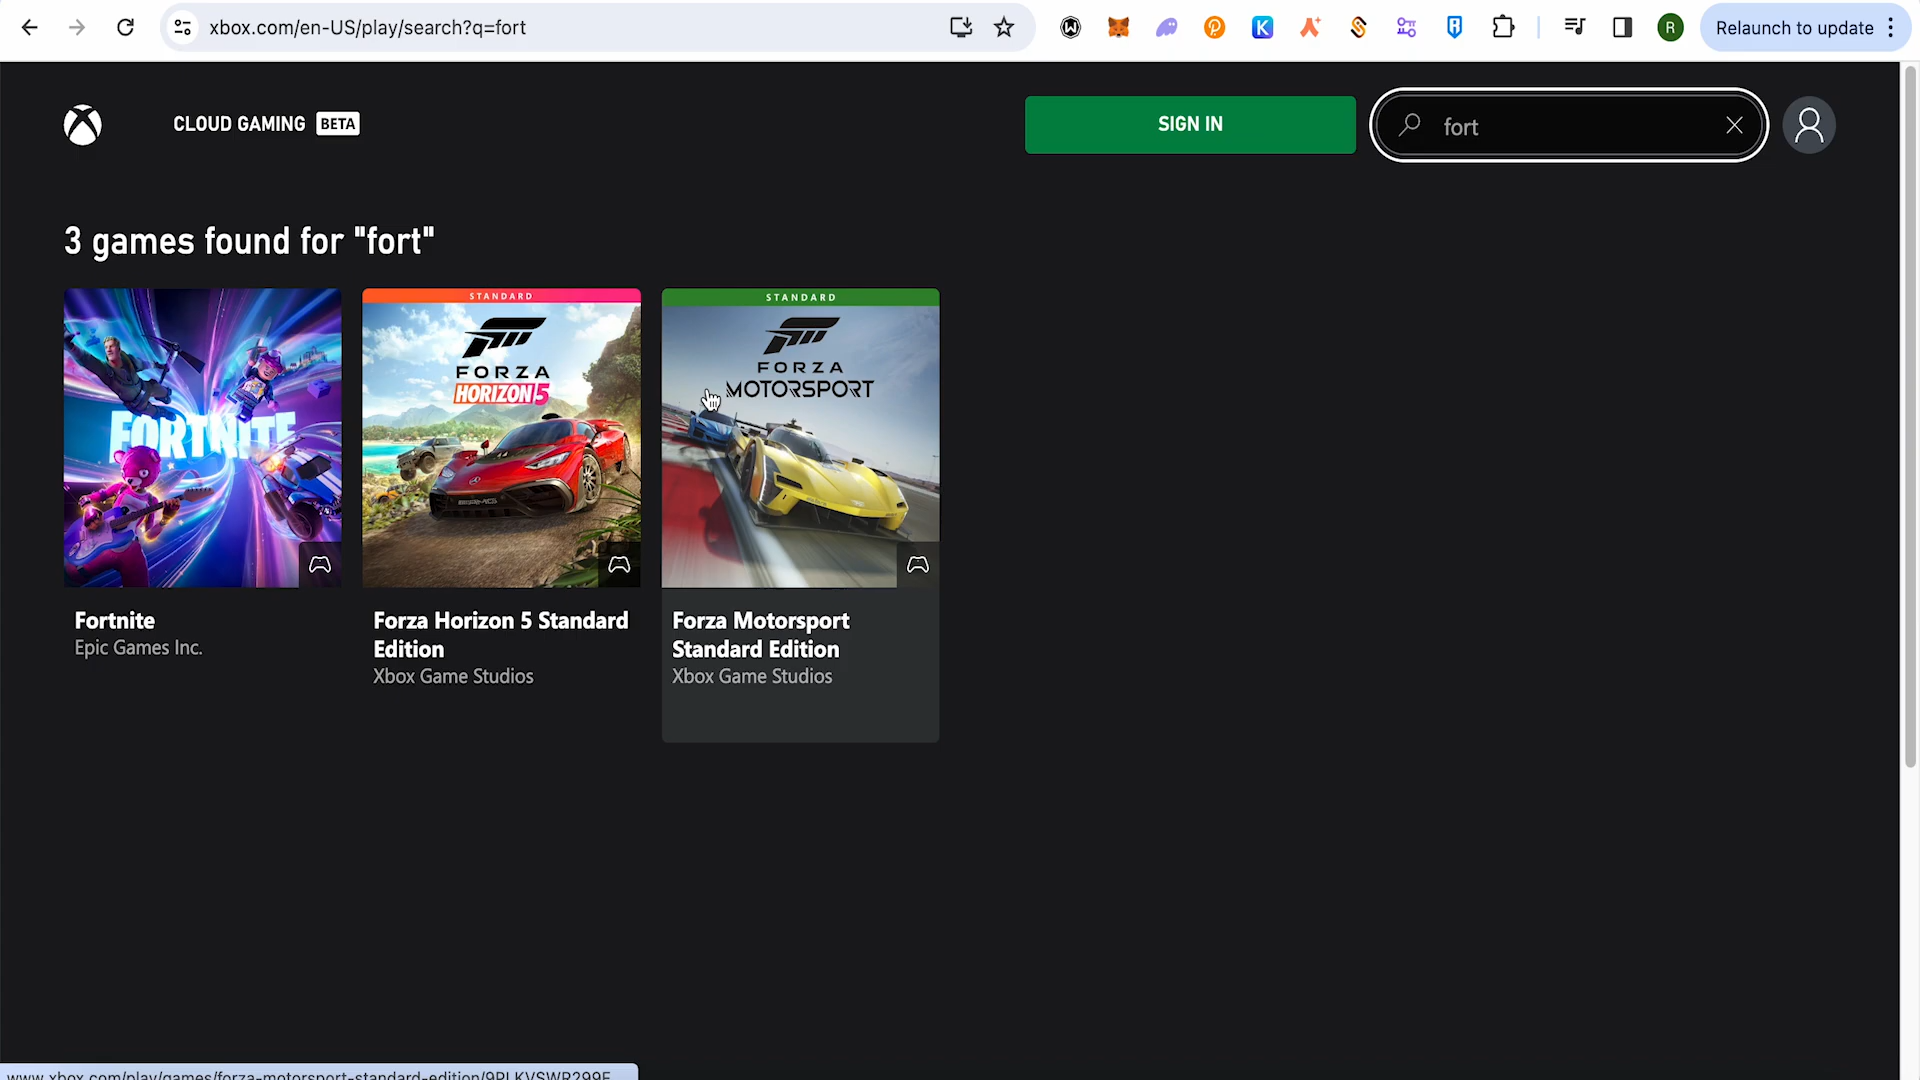 xbox.com/en-US/play/search?q=fort
R
Relaunch to update
CLOUD GAMING BETA
SIGN IN
fort
3 games found for "fort"
FORTNITE
STANDARD
FORZA
HORIZON 5
STANDARD
FORZA
MOTORSPORT
Fortnite
Epic Games Inc.
Forza Horizon 5 Standard
Edition
Xbox Game Studios
Forza Motorsport
Standard Edition
Xbox Game Studios
www.xbox.com/play/games/forza-motorsport-standard-edition/9PLKVSWR299F